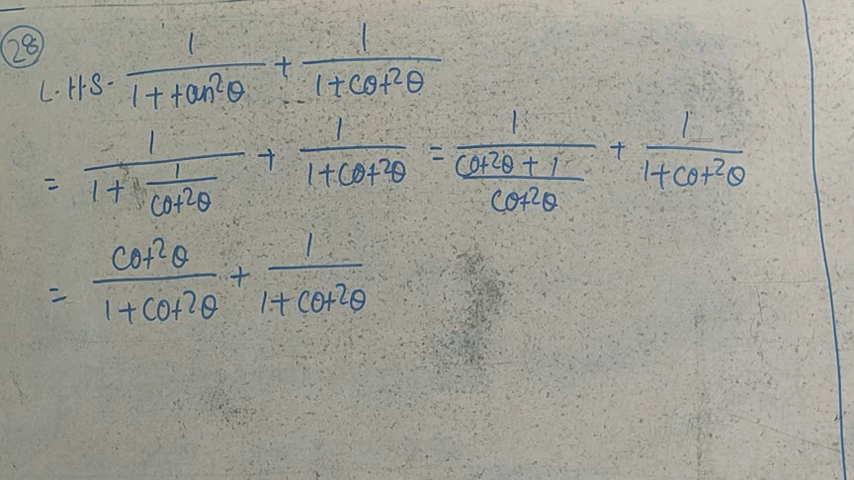 28
L.H.S. 1/(1+tan²θ) + 1/(1+cot²θ)
= 1/(1+1/cot²θ) + 1/(1+cot²θ) = 1/((cot²θ+1)/cot²θ) + 1/(1+cot²θ)
= cot²θ/(1+cot²θ) + 1/(1+cot²θ)